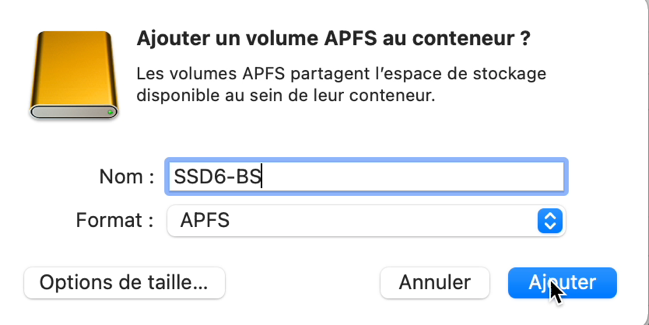 Ajouter un volume APFS au conteneur ?
Les volumes APFS partagent l’espace de stockage
disponible au sein de leur conteneur.
Nom : SSD6-BS
Format : APFS
Options de taille... Annuler Ajouter